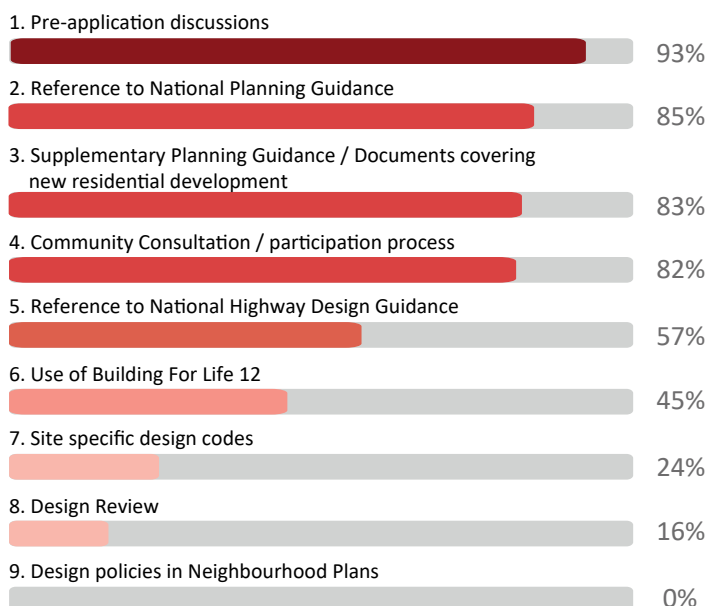 1. Pre-application discussions
93%
2. Reference to National Planning Guidance
85%
3. Supplementary Planning Guidance / Documents covering
new residential development
83%
4. Community Consultation / participation process
82%
5. Reference to National Highway Design Guidance
57%
6. Use of Building For Life 12
45%
7. Site specific design codes
24%
8. Design Review
16%
9. Design policies in Neighbourhood Plans
0%